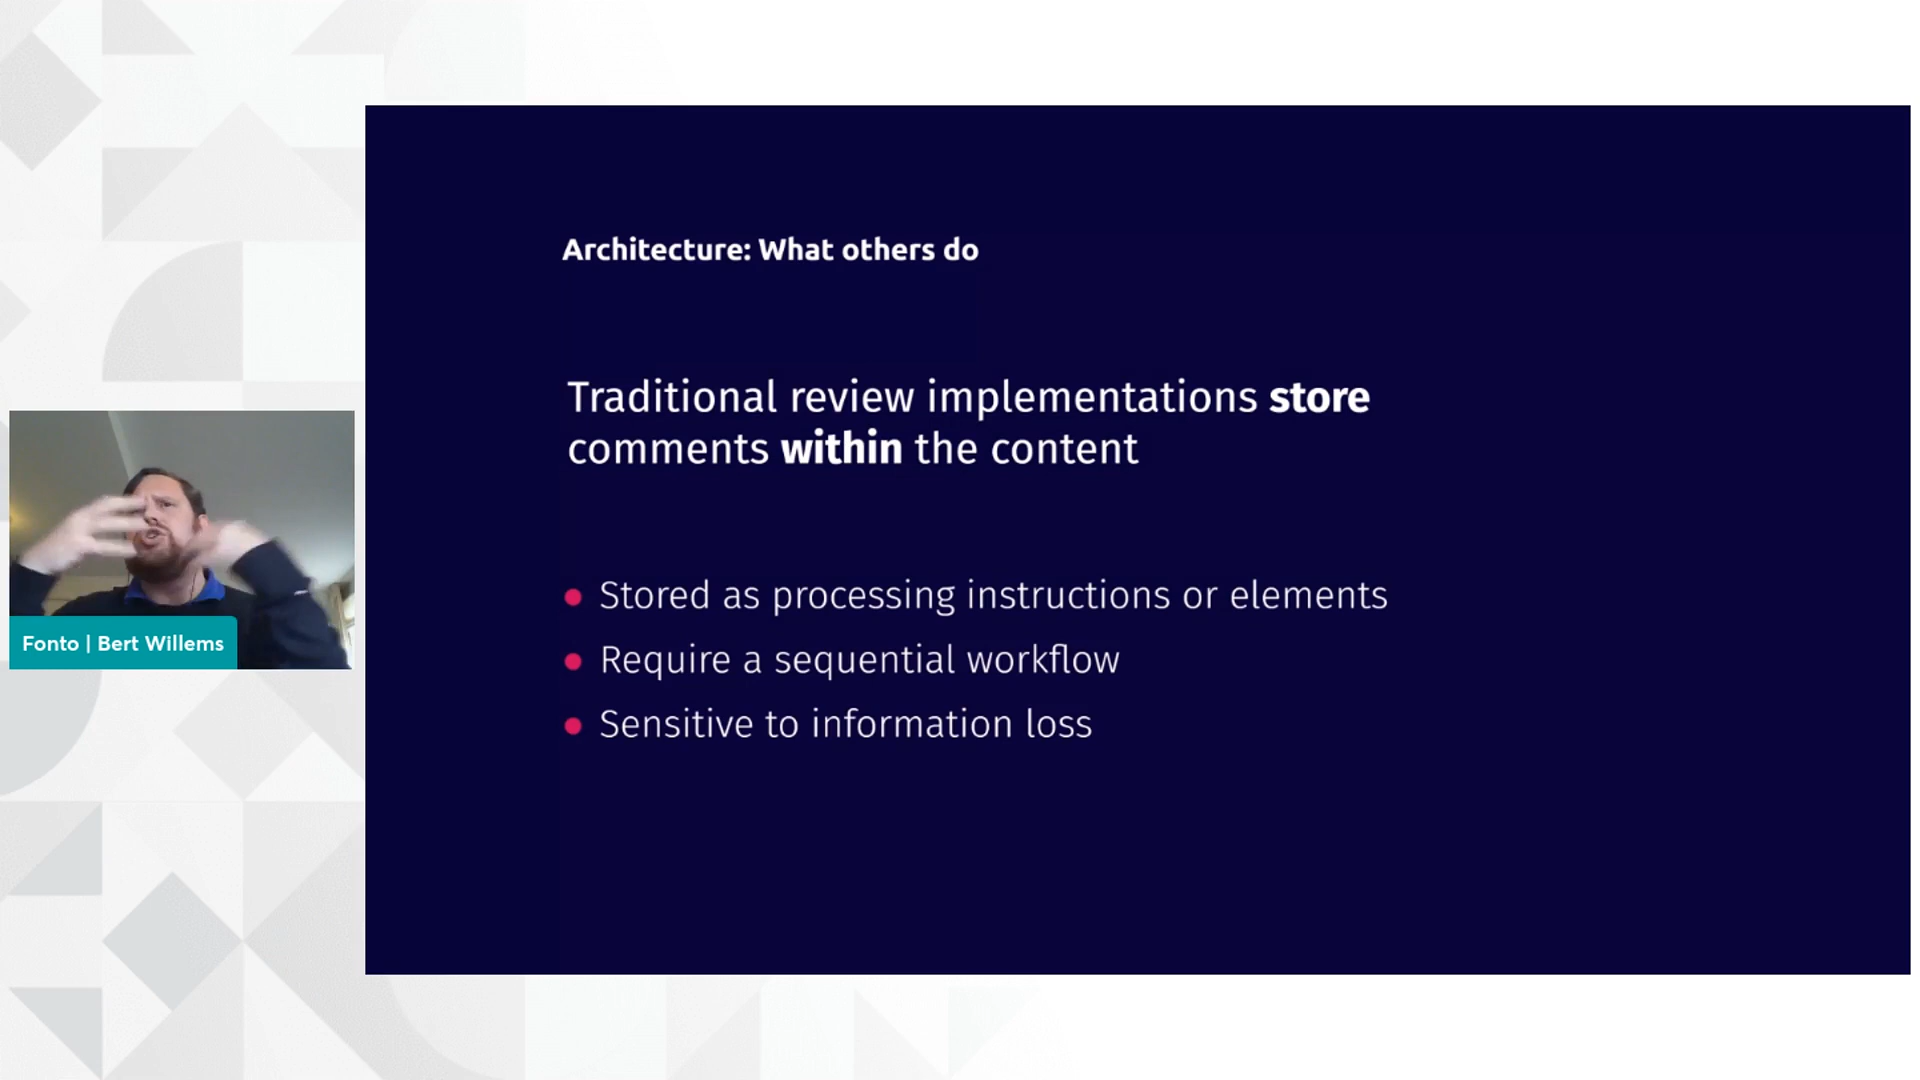 Architecture: What others do
Traditional review implementations store
comments within the content
Stored as processing instructions or elements
Require a sequential workflow
Sensitive to information loss
Fonto | Bert Willems